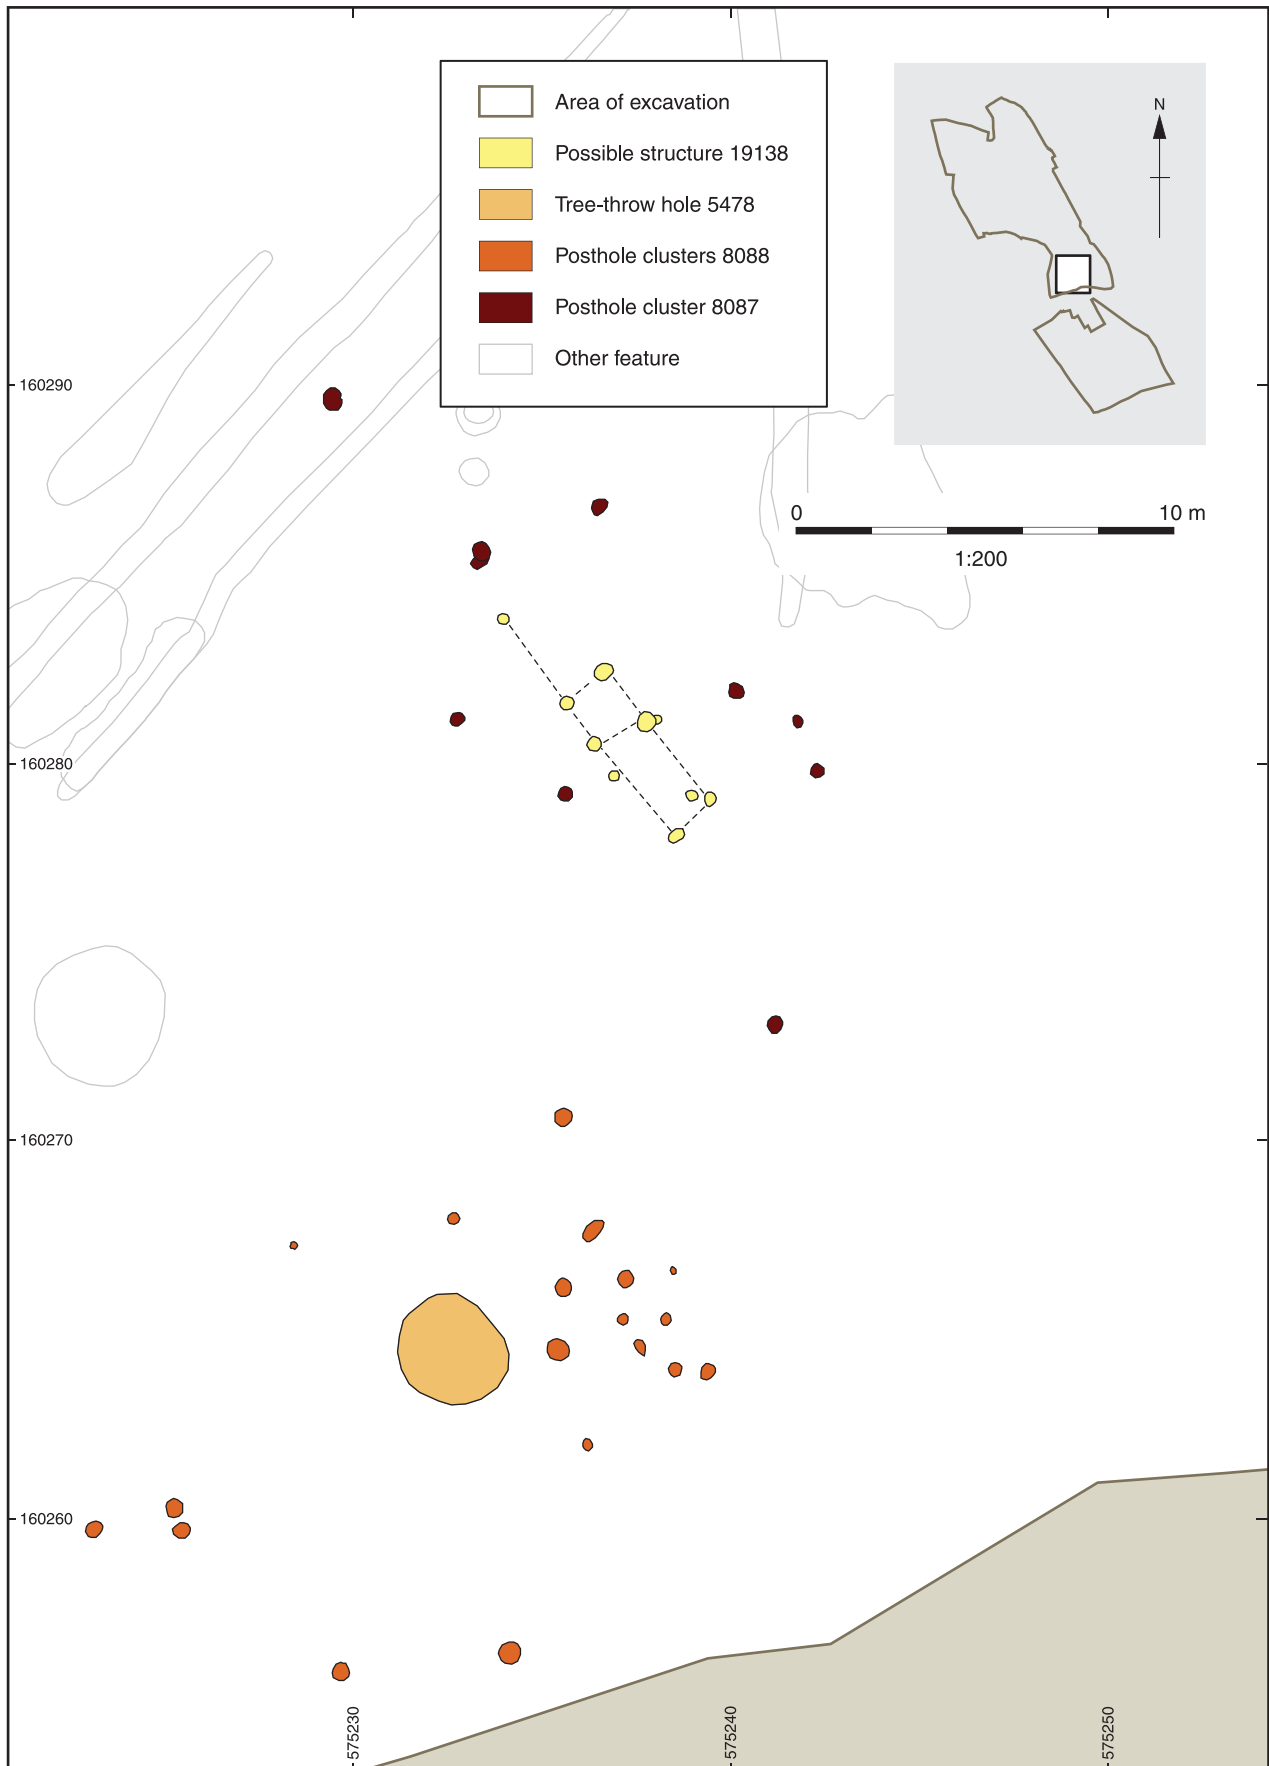 Area of excavation
Possible structure 19138
Tree-throw hole 5478
Posthole clusters 8088
Posthole cluster 8087
Other feature
N
160290
0 10 m
1:200
160280
160270
160260
575230
575240
575250